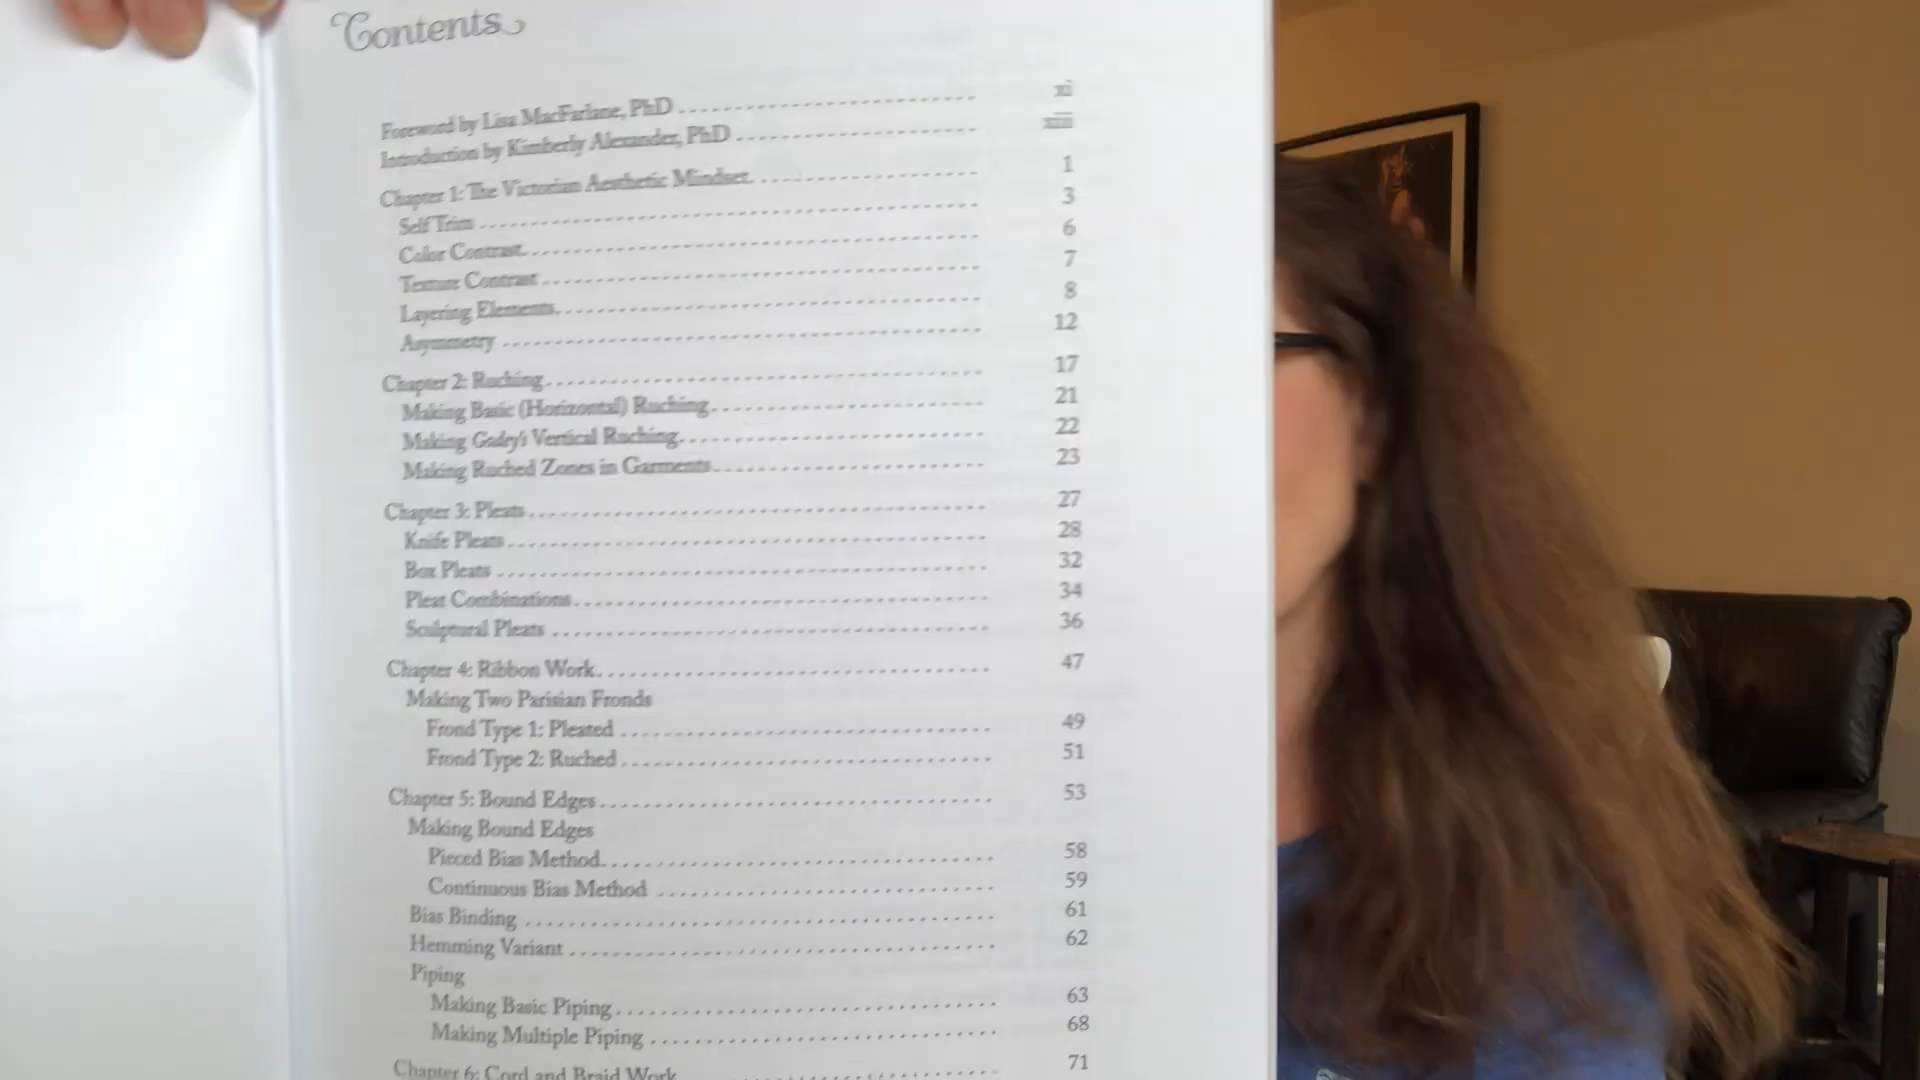 Contents
Foreword by Lisa MacFarlane, PhD .......... xi
Introduction by Kimberly Alexander, PhD .......... xiii
Chapter 1: The Victorian Aesthetic Mindset .......... 1
Self Trim .......... 3
Color Contrast .......... 6
Texture Contrast .......... 7
Layering Elements .......... 8
Asymmetry .......... 12
Chapter 2: Ruching .......... 17
Making Basic (Horizontal) Ruching .......... 21
Making Godey's Vertical Ruching .......... 22
Making Ruched Zones in Garments .......... 23
Chapter 3: Pleats .......... 27
Knife Pleats .......... 28
Box Pleats .......... 32
Pleat Combinations .......... 34
Sculptural Pleats .......... 36
Chapter 4: Ribbon Work .......... 47
Making Two Parisian Fronds
Frond Type 1: Pleated .......... 49
Frond Type 2: Ruched .......... 51
Chapter 5: Bound Edges .......... 53
Making Bound Edges
Pieced Bias Method .......... 58
Continuous Bias Method .......... 59
Bias Binding .......... 61
Hemming Variant .......... 62
Piping
Making Basic Piping .......... 63
Making Multiple Piping .......... 68
Chapter 6: Cord and Braid Work .......... 71